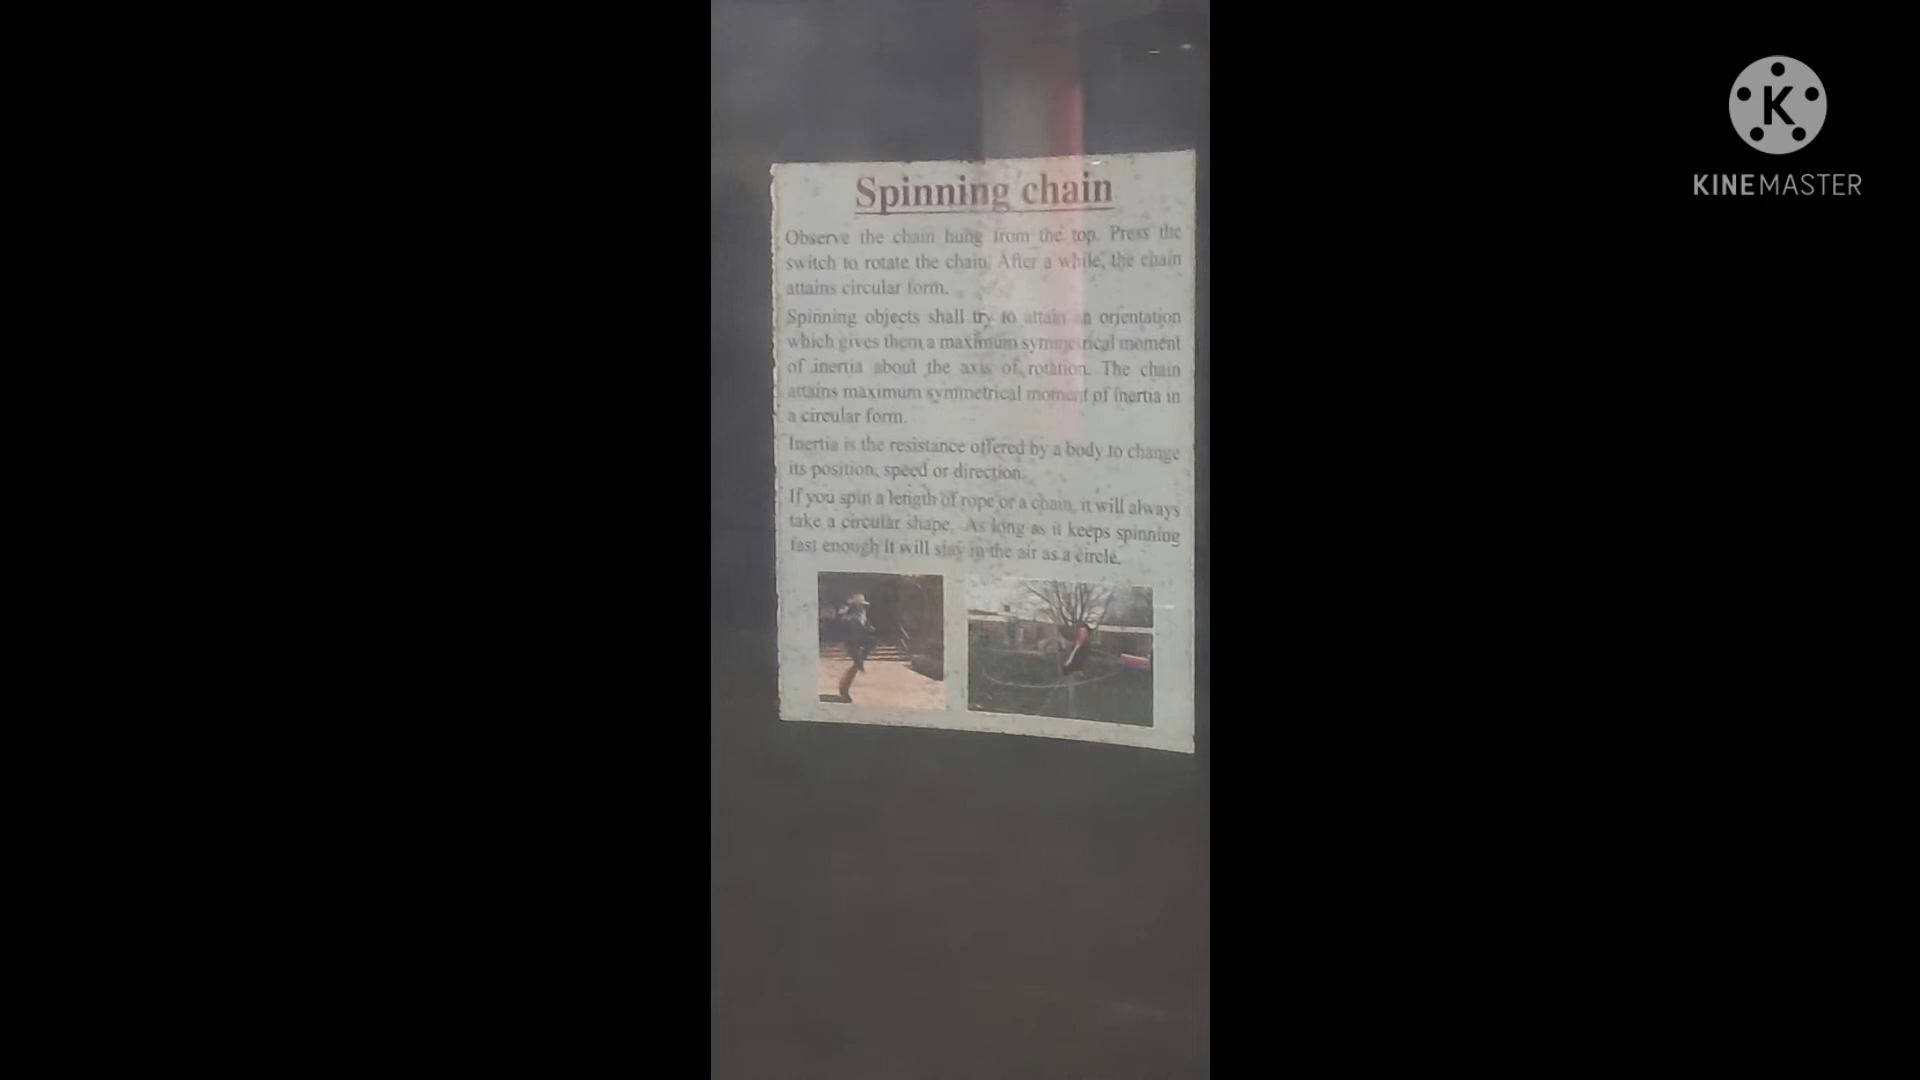 Spinning chain
Observe the chain hung from the top. Press the
switch to rotate the chain. After a while, the chain
attains circular form.
Spinning objects shall try to attain an orientation
which gives them a maximum symmetrical moment
of inertia about the axis of rotation. The chain
attains maximum symmetrical moment of inertia in
a circular form.
Inertia is the resistance offered by a body to change
its position, speed or direction.
If you spin a length of rope or a chain, it will always
take a circular shape. As long as it keeps spinning
fast enough it will stay in the air as a circle.
K
KINEMASTER